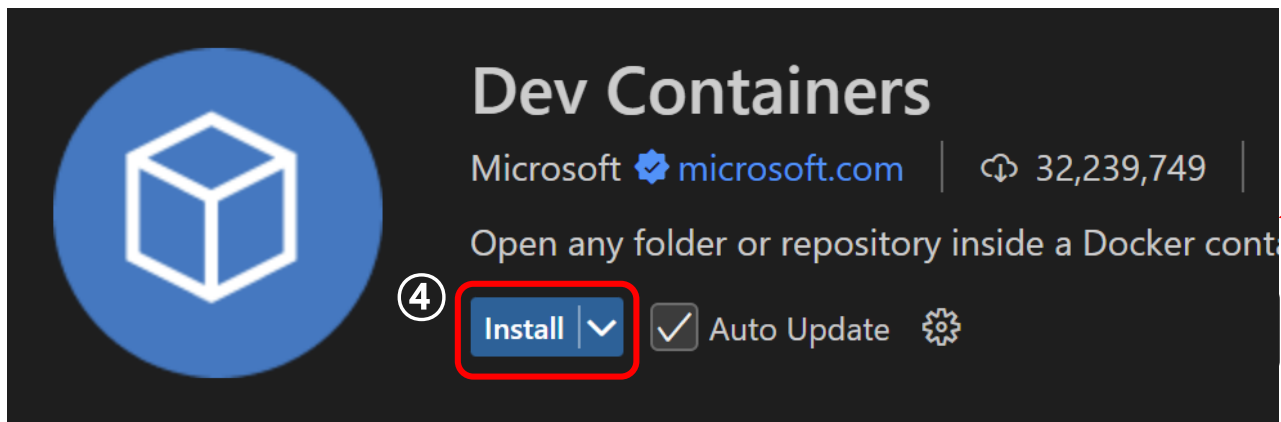 Dev Containers
Microsoft microsoft.com 32,239,749
Open any folder or repository inside a Docker
④
Install Auto Update